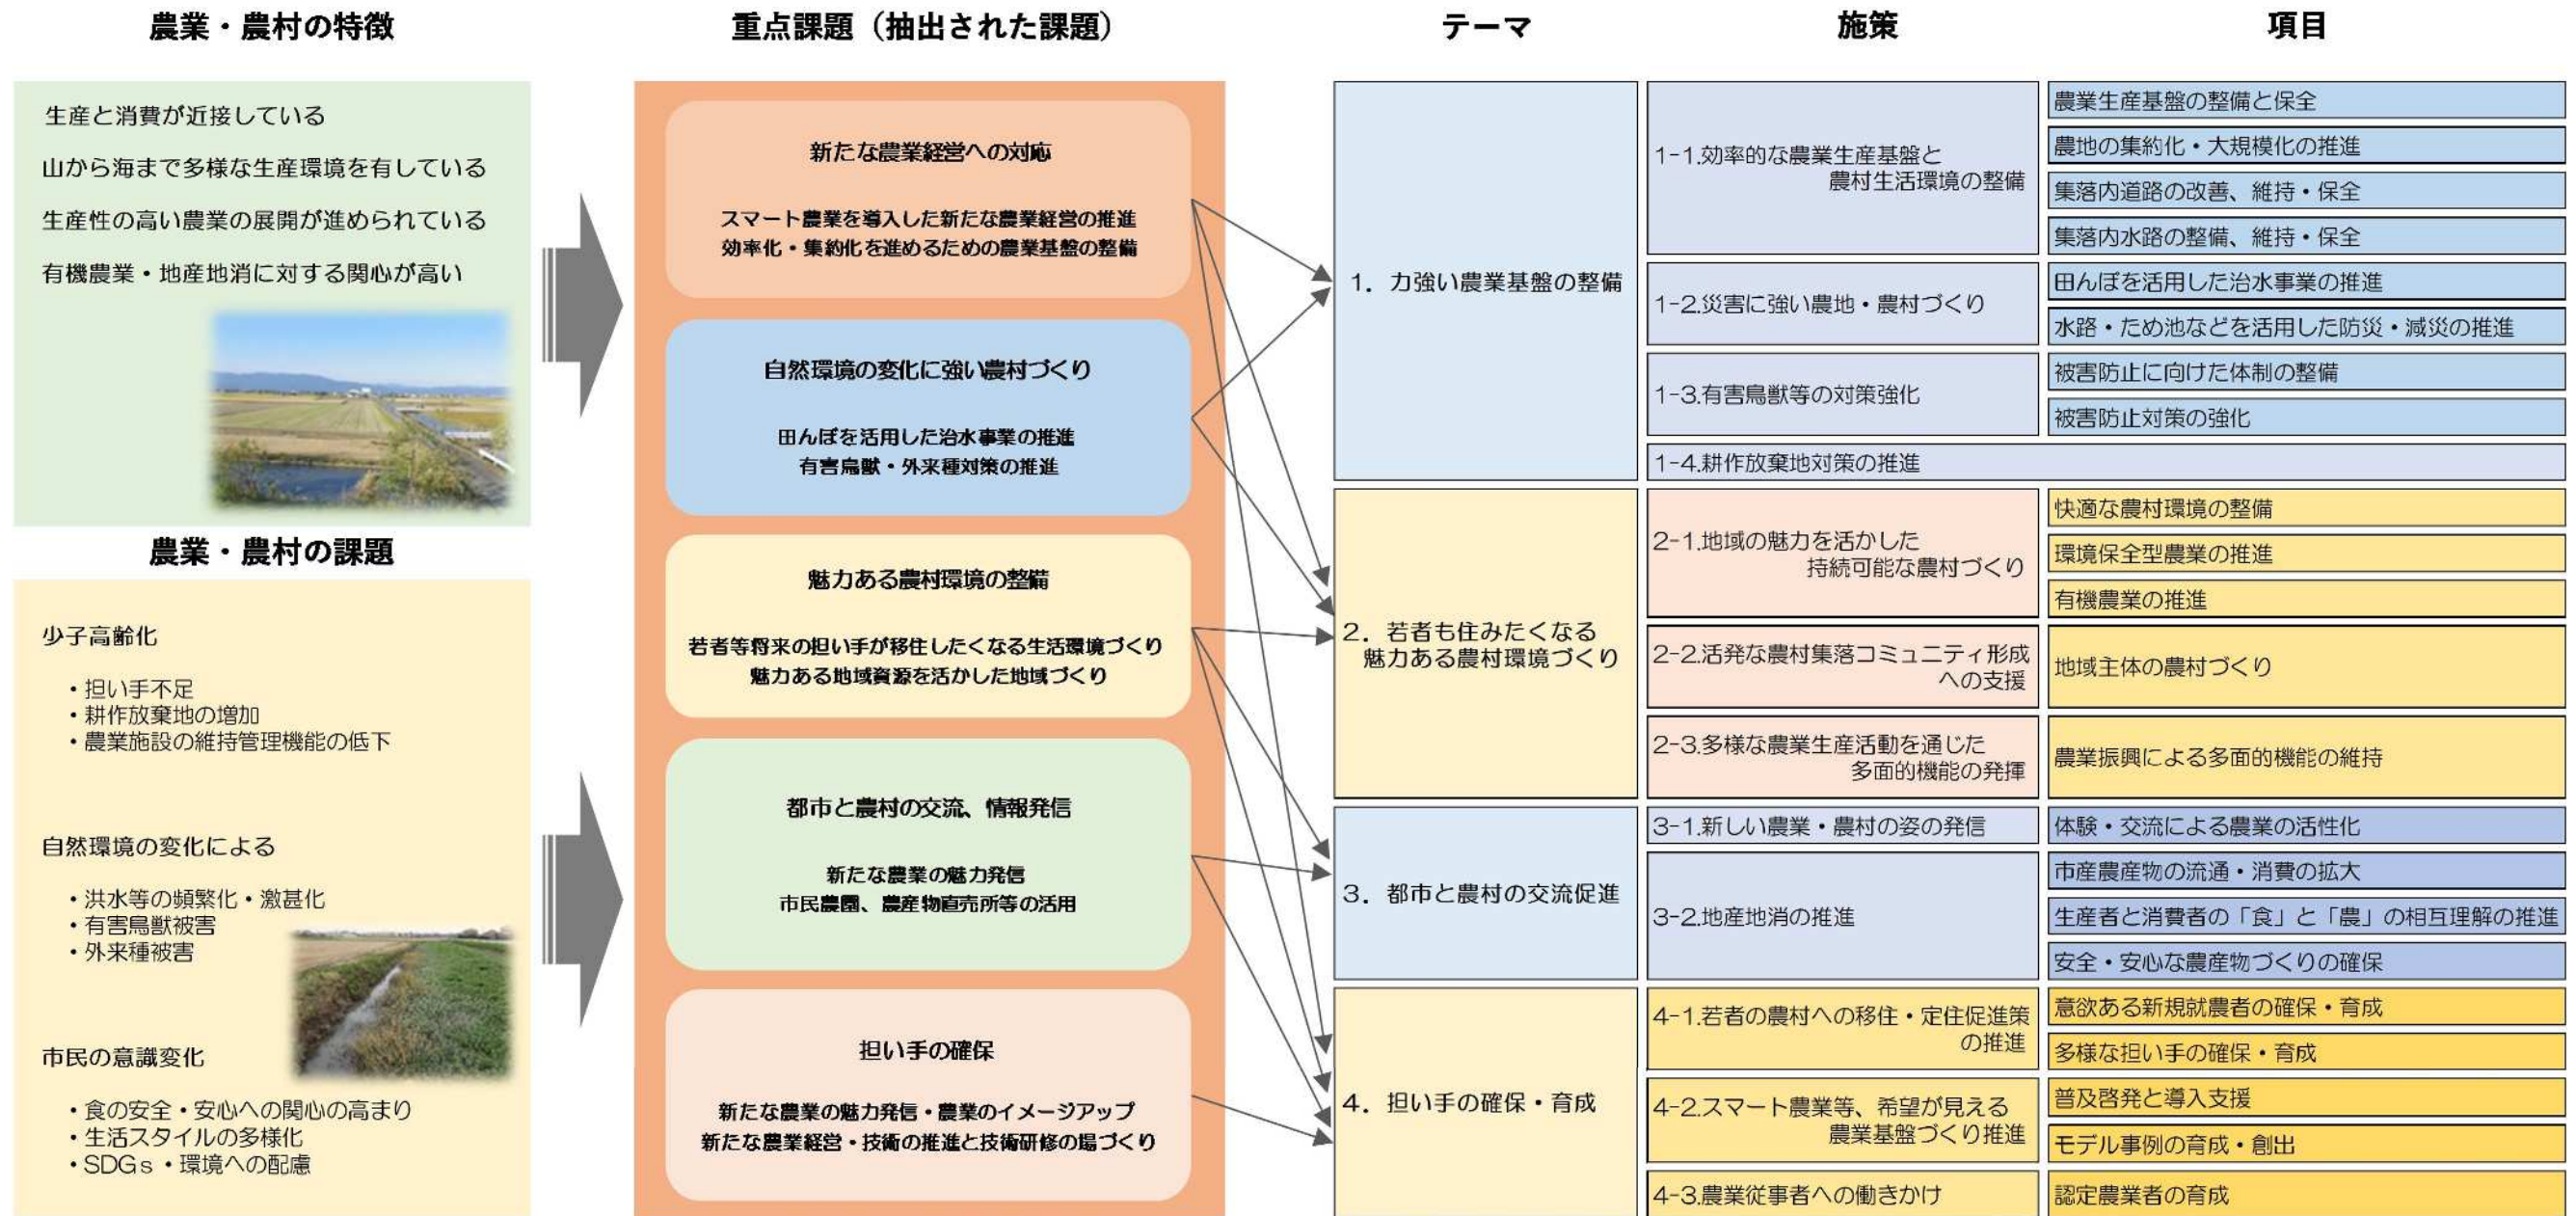 農業・農村の特徴
生産と消費が近接している
山から海まで多様な生産環境を有している
生産性の高い農業の展開が進められている
有機農業・地産地消に対する関心が高い
農業・農村の課題
少子高齢化
・担い手不足
・耕作放棄地の増加
・農業施設の維持管理機能の低下
自然環境の変化による
・洪水等の頻繁化・激甚化
・有害鳥獣被害
・外来種被害
市民の意識変化
・食の安全・安心への関心の高まり
・生活スタイルの多様化
・SDGs・環境への配慮
重点課題（抽出された課題）
新たな農業経営への対応
スマート農業を導入した新たな農業経営の推進
効率化・集約化を進めるための農業基盤の整備
自然環境の変化に強い農村づくり
田んぼを活用した治水事業の推進
有害鳥獣・外来種対策の推進
魅力ある農村環境の整備
若者等将来の担い手が移住したくなる生活環境づくり
魅力ある地域資源を活かした地域づくり
都市と農村の交流、情報発信
新たな農業の魅力発信
市民農園、農産物直売所等の活用
担い手の確保
新たな農業の魅力発信・農業のイメージアップ
新たな農業経営・技術の推進と技術研修の場づくり
テーマ
施策
項目
1．力強い農業基盤の整備
1-1.効率的な農業生産基盤と
農村生活環境の整備
農業生産基盤の整備と保全
農地の集約化・大規模化の推進
集落内道路の改善、維持・保全
集落内水路の整備、維持・保全
1-2.災害に強い農地・農村づくり
田んぼを活用した治水事業の推進
水路・ため池などを活用した防災・減災の推進
1-3.有害鳥獣等の対策強化
被害防止に向けた体制の整備
被害防止対策の強化
1-4.耕作放棄地対策の推進
2．若者も住みたくなる
魅力ある農村環境づくり
2-1.地域の魅力を活かした
持続可能な農村づくり
快適な農村環境の整備
環境保全型農業の推進
有機農業の推進
2-2.活発な農村集落コミュニティ形成
への支援
地域主体の農村づくり
2-3.多様な農業生産活動を通じた
多面的機能の発揮
農業振興による多面的機能の維持
3．都市と農村の交流促進
3-1.新しい農業・農村の姿の発信
体験・交流による農業の活性化
3-2.地産地消の推進
市産農産物の流通・消費の拡大
生産者と消費者の「食」と「農」の相互理解の推進
安全・安心な農産物づくりの確保
4．担い手の確保・育成
4-1.若者の農村への移住・定住促進策
の推進
意欲ある新規就農者の確保・育成
多様な担い手の確保・育成
4-2.スマート農業等、希望が見える
農業基盤づくり推進
普及啓発と導入支援
モデル事例の育成・創出
4-3.農業従事者への働きかけ
認定農業者の育成